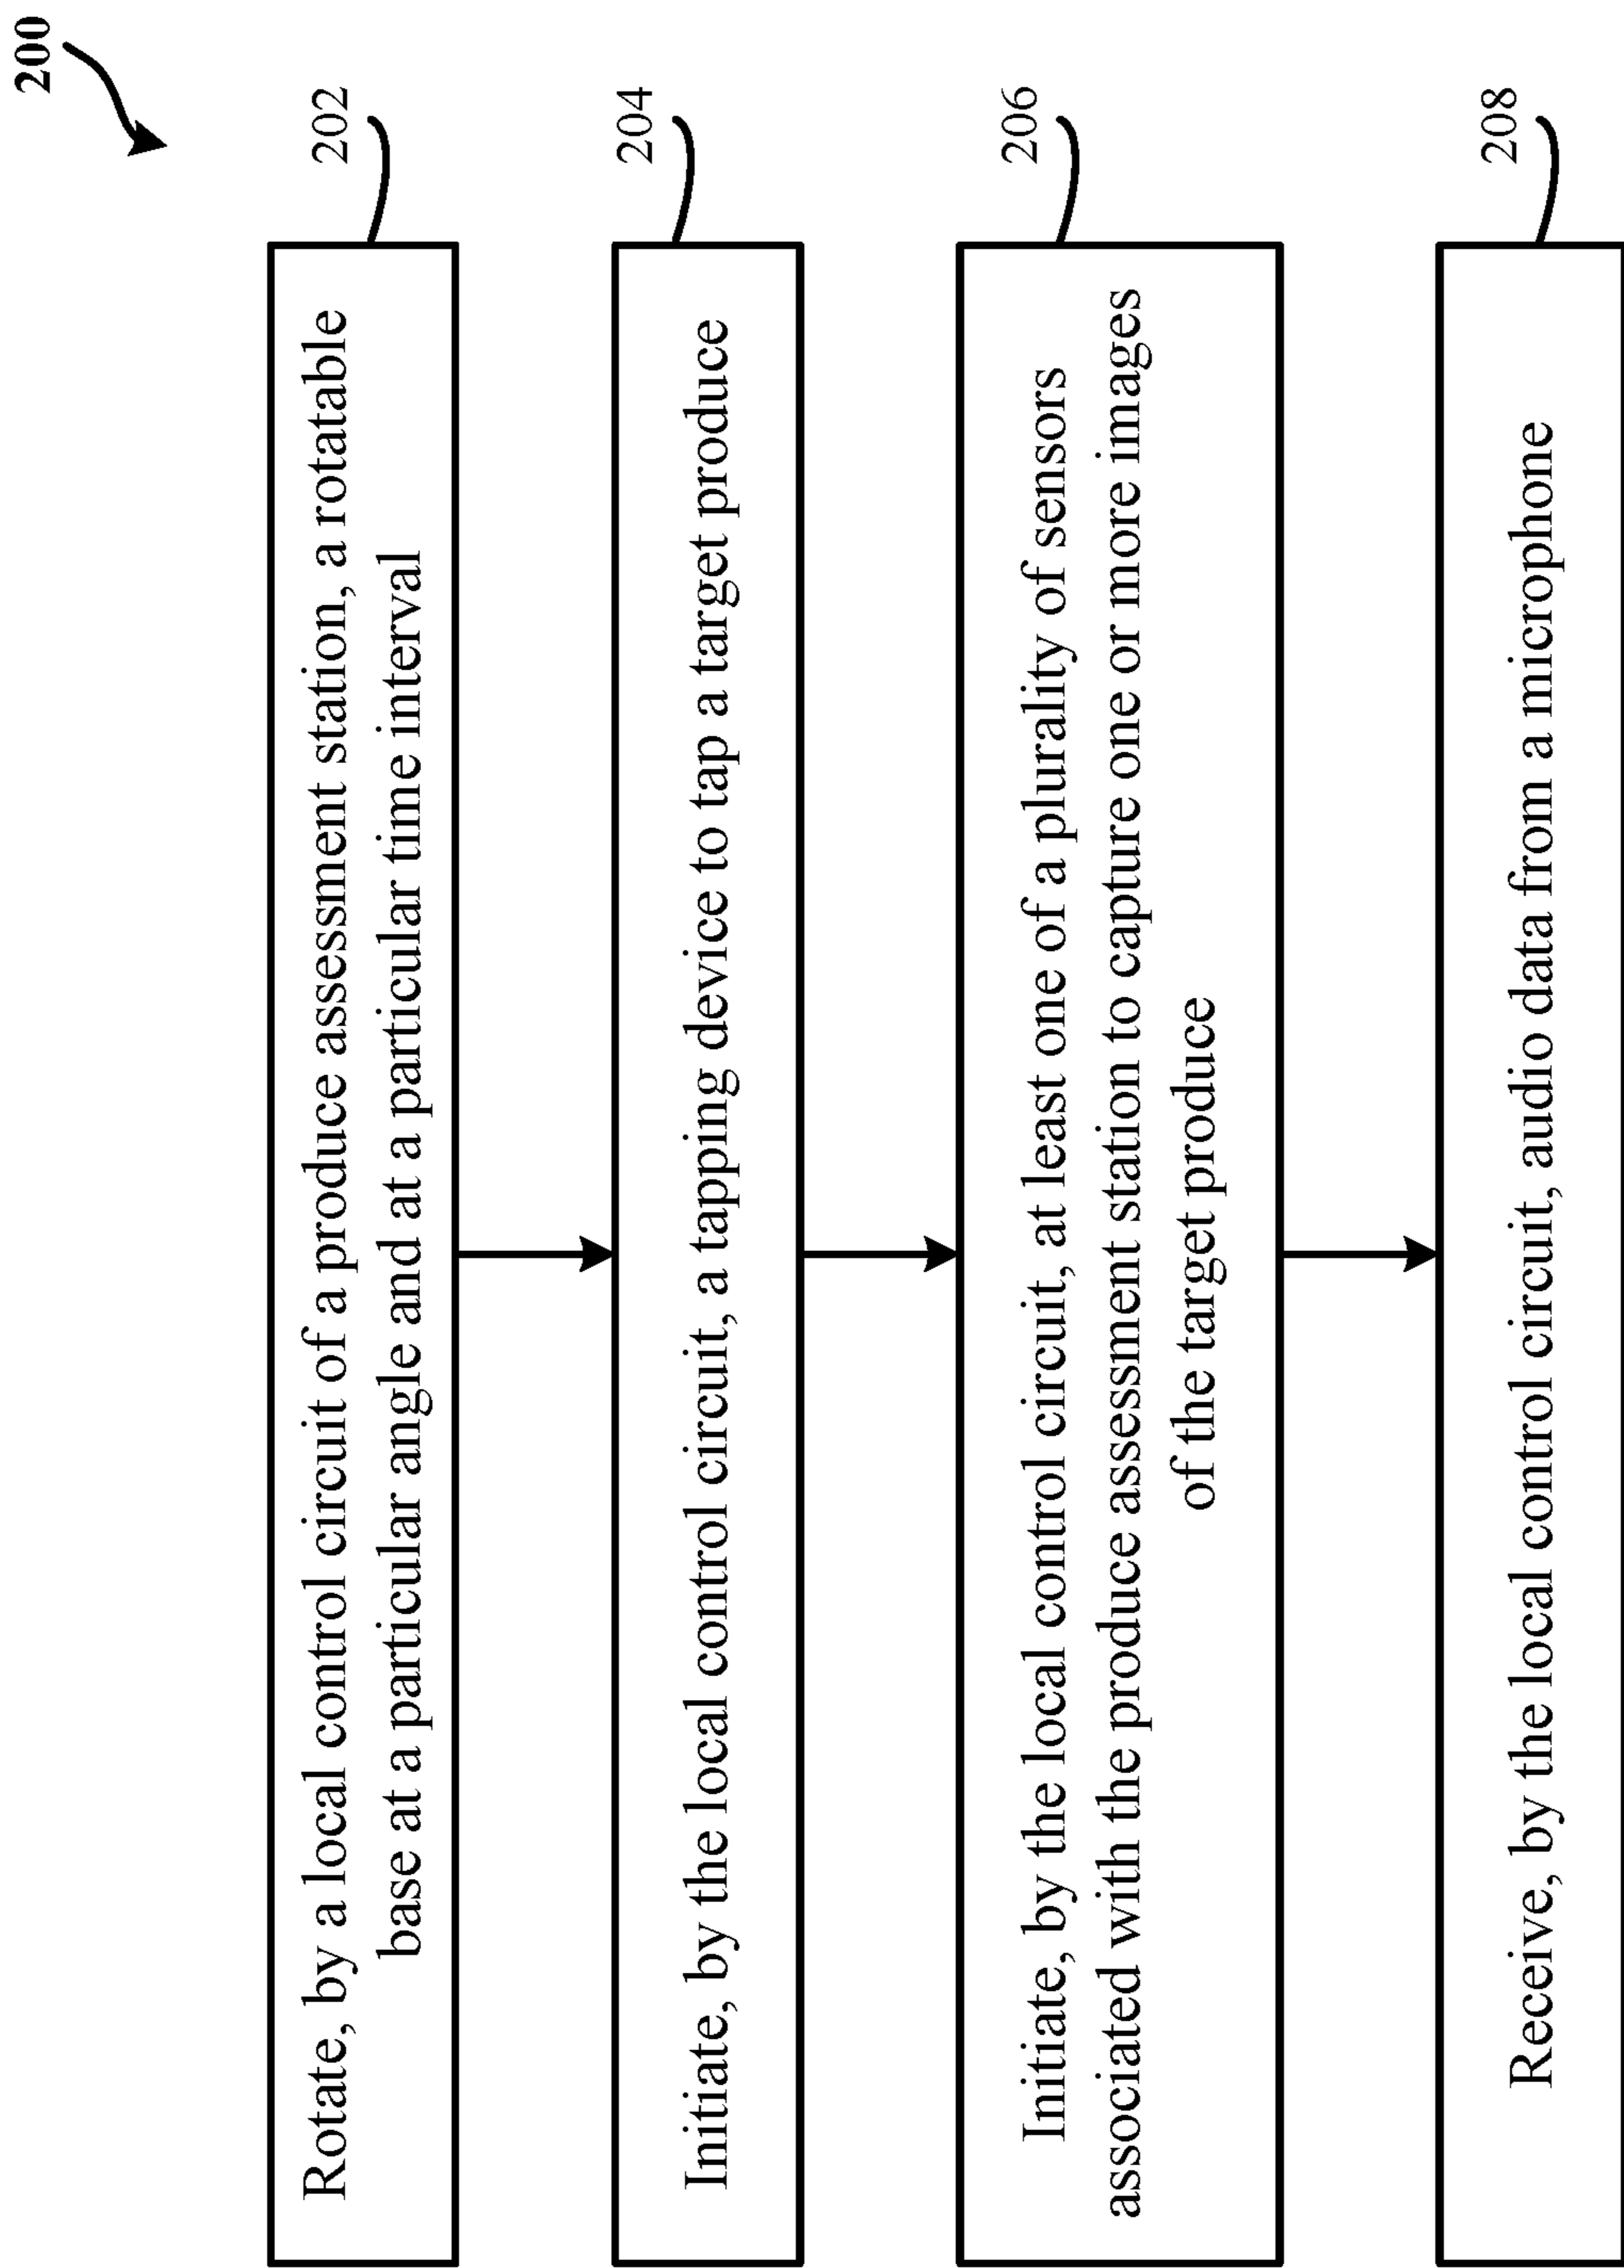 200
202
Rotate, by a local control circuit of a produce assessment station, a rotatable
base at a particular angle and at a particular time interval
204
Initiate, by the local control circuit, a tapping device to tap a target produce
206
Initiate, by the local control circuit, at least one of a plurality of sensors
associated with the produce assessment station to capture one or more images
of the target produce
208
Receive, by the local control circuit, audio data from a microphone